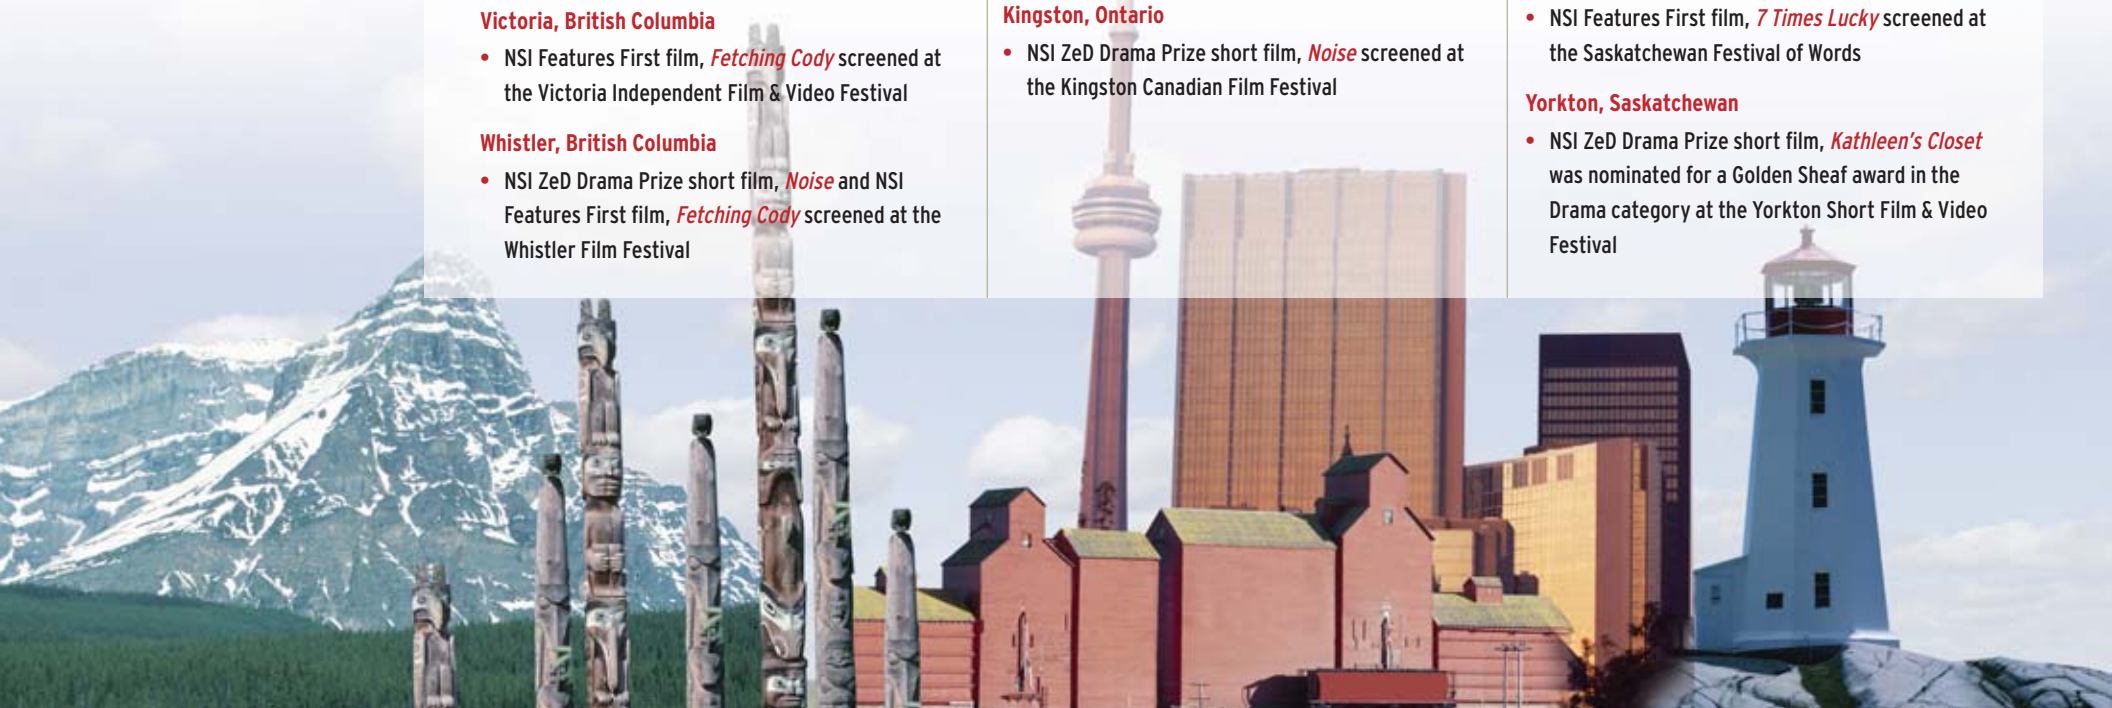 Victoria, British Columbia
• NSI Features First film, Fetching Cody screened at
the Victoria Independent Film & Video Festival
Whistler, British Columbia
• NSI ZeD Drama Prize short film, Noise and NSI
Features First film, Fetching Cody screened at the
Whistler Film Festival
Kingston, Ontario
• NSI ZeD Drama Prize short film, Noise screened at
the Kingston Canadian Film Festival
• NSI Features First film, 7 Times Lucky screened at
the Saskatchewan Festival of Words
Yorkton, Saskatchewan
• NSI ZeD Drama Prize short film, Kathleen's Closet
was nominated for a Golden Sheaf award in the
Drama category at the Yorkton Short Film & Video
Festival